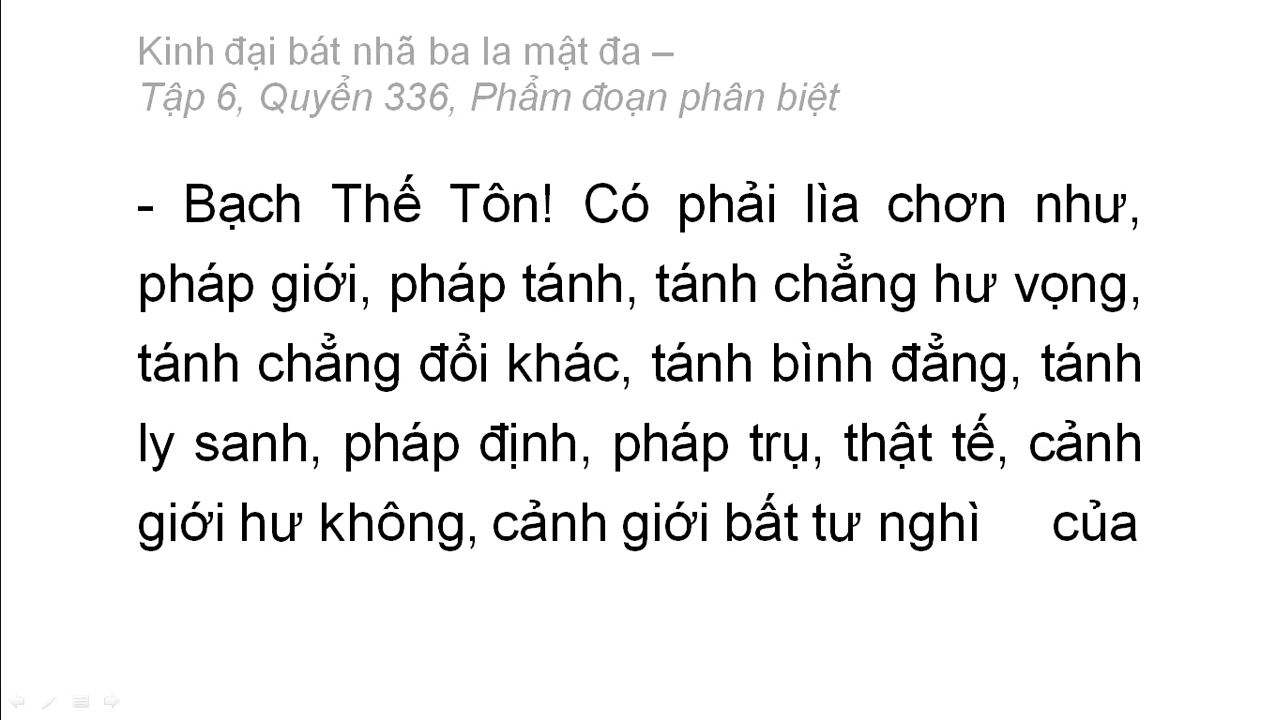 Kinh đại bát nhã ba la mật đa –
Tập 6, Quyển 336, Phẩm đoạn phân biệt
- Bạch Thế Tôn! Có phải lìa chơn như,
pháp giới, pháp tánh, tánh chẳng hư vọng,
tánh chẳng đổi khác, tánh bình đẳng, tánh
ly sanh, pháp định, pháp trụ, thật tế, cảnh
giới hư không, cảnh giới bất tư nghì của